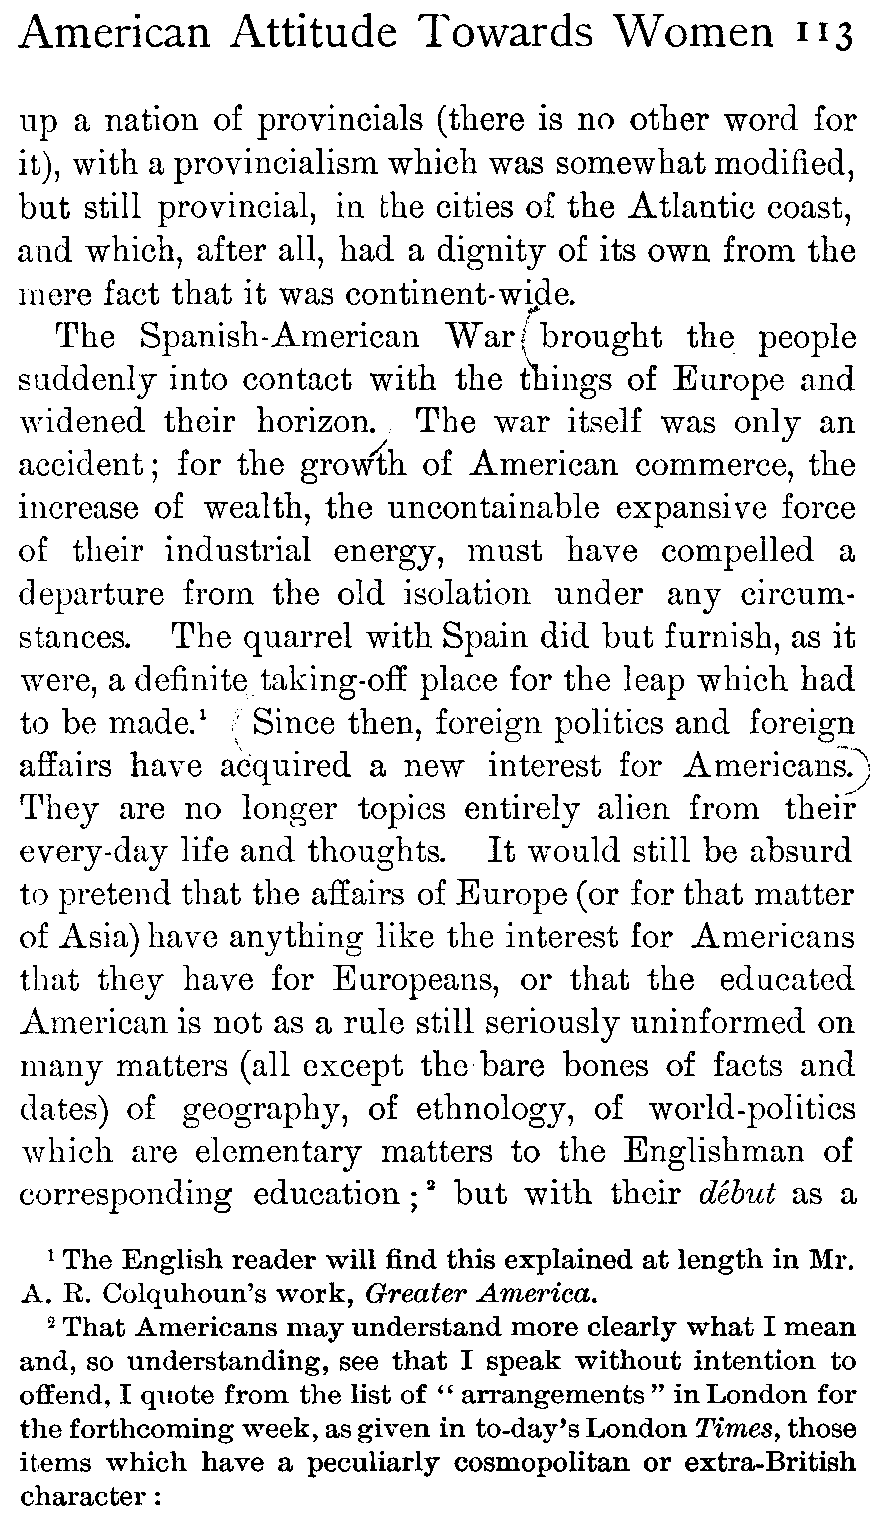 American Attitude Towards Women 113
up a nation of provincials (there is no other word for
it), with a provincialism which was somewhat modified,
but still provincial, in the cities of the Atlantic coast,
and which, after all, had a dignity of its own from the
mere fact that it was continent-wide.
The Spanish-American War brought the people
suddenly into contact with the things of Europe and
widened their horizon. The war itself was only an
accident; for the growth of American commerce, the
increase of wealth, the uncontainable expansive force
of their industrial energy, must have compelled a
departure from the old isolation under any circum-
stances. The quarrel with Spain did but furnish, as it
were, a definite taking-off place for the leap which had
to be made.¹ Since then, foreign politics and foreign
affairs have acquired a new interest for Americans.
They are no longer topics entirely alien from their
every-day life and thoughts. It would still be absurd
to pretend that the affairs of Europe (or for that matter
of Asia) have anything like the interest for Americans
that they have for Europeans, or that the educated
American is not as a rule still seriously uninformed on
many matters (all except the bare bones of facts and
dates) of geography, of ethnology, of world-politics
which are elementary matters to the Englishman of
corresponding education;² but with their début as a
¹ The English reader will find this explained at length in Mr.
A. R. Colquhoun's work, Greater America.
² That Americans may understand more clearly what I mean
and, so understanding, see that I speak without intention to
offend, I quote from the list of "arrangements" in London for
the forthcoming week, as given in to-day's London Times, those
items which have a peculiarly cosmopolitan or extra-British
character: